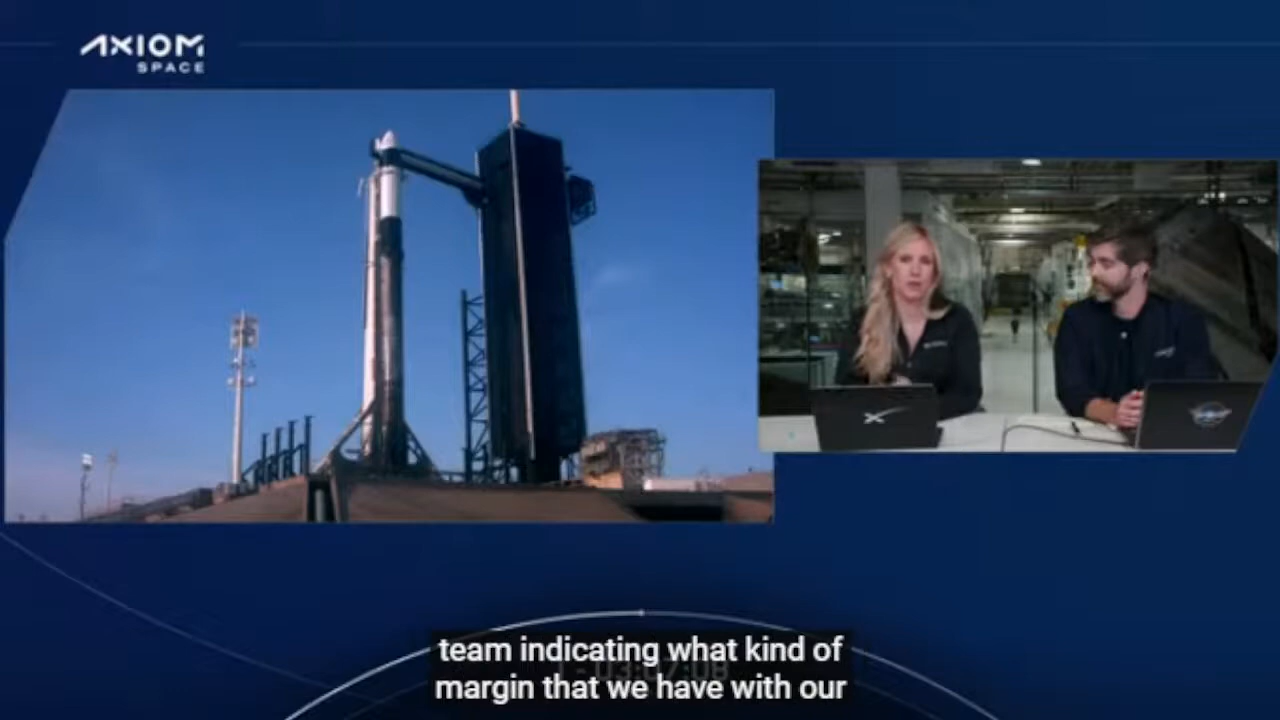 AXIOM
SPACE
team indicating what kind of
margin that we have with our